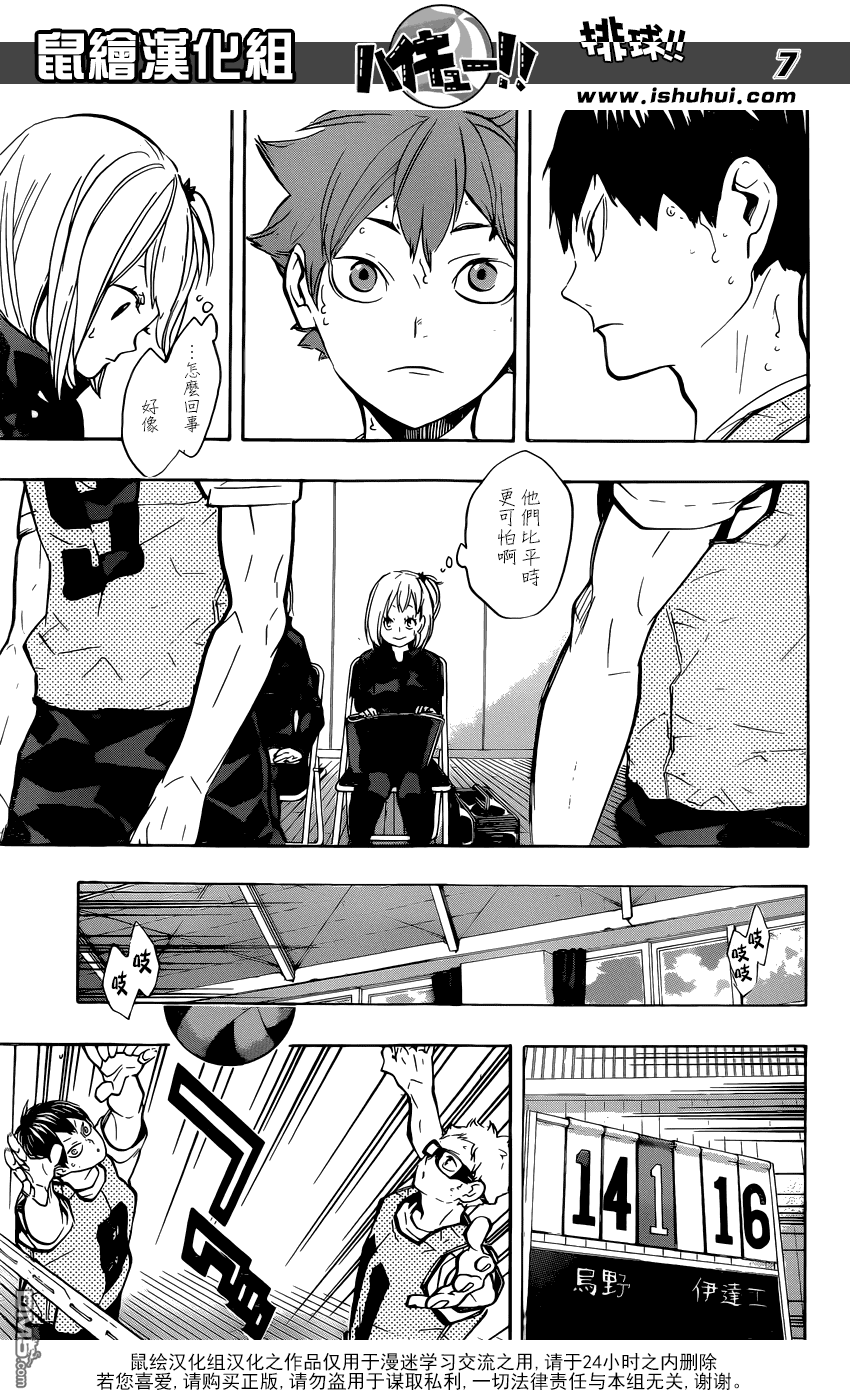 鼠繪漢化組
ハイキュー!!
排球!!
7
www.ishuhui.com
…怎麼回事
好像
他們比平時
更可怕啊
吱
吱
吱
吱吱
14 1 16
烏野 伊達工
9
鼠绘汉化组汉化之作品仅用于漫迷学习交流之用, 请于24小时之内删除
若您喜爱, 请购买正版, 请勿盗用于谋取私利, 一切法律责任与本组无关, 谢谢。